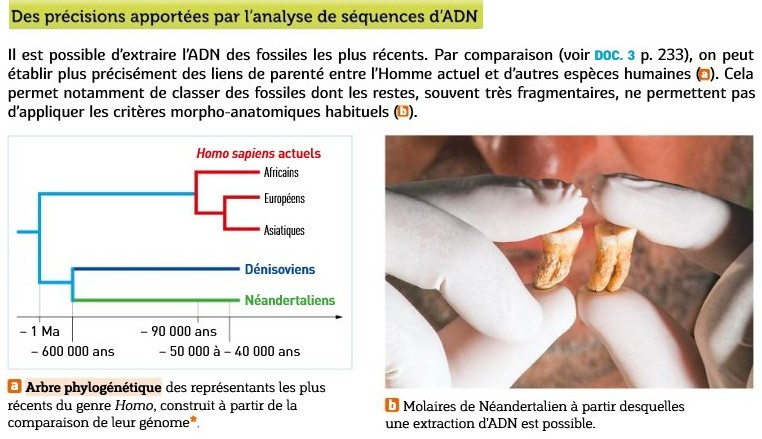 Des précisions apportées par l'analyse de séquences d'ADN
Il est possible d'extraire l'ADN des fossiles les plus récents. Par comparaison (voir DOC. 3 p. 233), on peut
établir plus précisément des liens de parenté entre l'Homme actuel et d'autres espèces humaines (a). Cela
permet notamment de classer des fossiles dont les restes, souvent très fragmentaires, ne permettent pas
d'appliquer les critères morpho-anatomiques habituels (b).
Homo sapiens actuels
Africains
Européens
Asiatiques
Dénisoviens
Néandertaliens
– 1 Ma
– 90 000 ans
– 600 000 ans
– 50 000 à – 40 000 ans
a Arbre phylogénétique des représentants les plus
récents du genre Homo, construit à partir de la
comparaison de leur génome*.
b Molaires de Néandertalien à partir desquelles
une extraction d'ADN est possible.